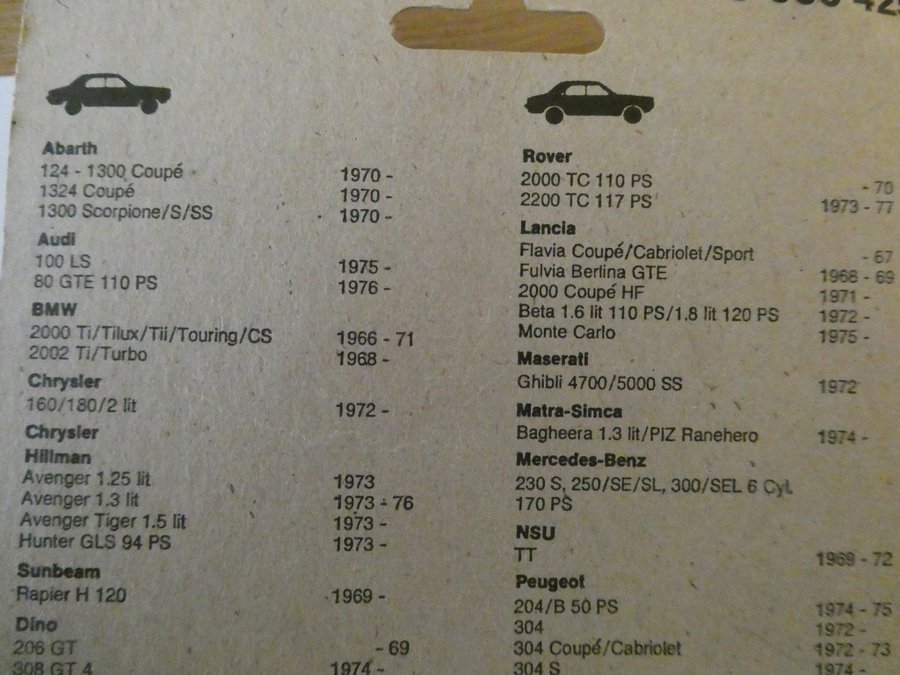 Abarth
124 - 1300 Coupé 1970 -
1324 Coupé 1970 -
1300 Scorpione/S/SS 1970 -
Audi
100 LS 1975 -
80 GTE 110 PS 1976 -
BMW
2000 Ti/Tilux/Tii/Touring/CS 1966 - 71
2002 Ti/Turbo 1968 -
Chrysler
160/180/2 lit 1972 -
Chrysler
Hillman
Avenger 1.25 lit 1973
Avenger 1.3 lit 1973 - 76
Avenger Tiger 1.5 lit 1973 -
Hunter GLS 94 PS 1973 -
Sunbeam
Rapier H 120 1969 -
Dino
206 GT - 69
308 GT 4 1974 -
Rover
2000 TC 110 PS - 70
2200 TC 117 PS 1973 - 77
Lancia
Flavia Coupé/Cabriolet/Sport - 67
Fulvia Berlina GTE 1968 - 69
2000 Coupé HF 1971 -
Beta 1.6 lit 110 PS/1.8 lit 120 PS 1972 -
Monte Carlo 1975 -
Maserati
Ghibli 4700/5000 SS 1972
Matra-Simca
Bagheera 1.3 lit/PIZ Ranehero 1974 -
Mercedes-Benz
230 S, 250/SE/SL, 300/SEL 6 Cyl.
170 PS
NSU
TT 1969 - 72
Peugeot
204/B 50 PS 1974 - 75
304 1972 -
304 Coupé/Cabriolet 1972 - 73
304 S 1974 -